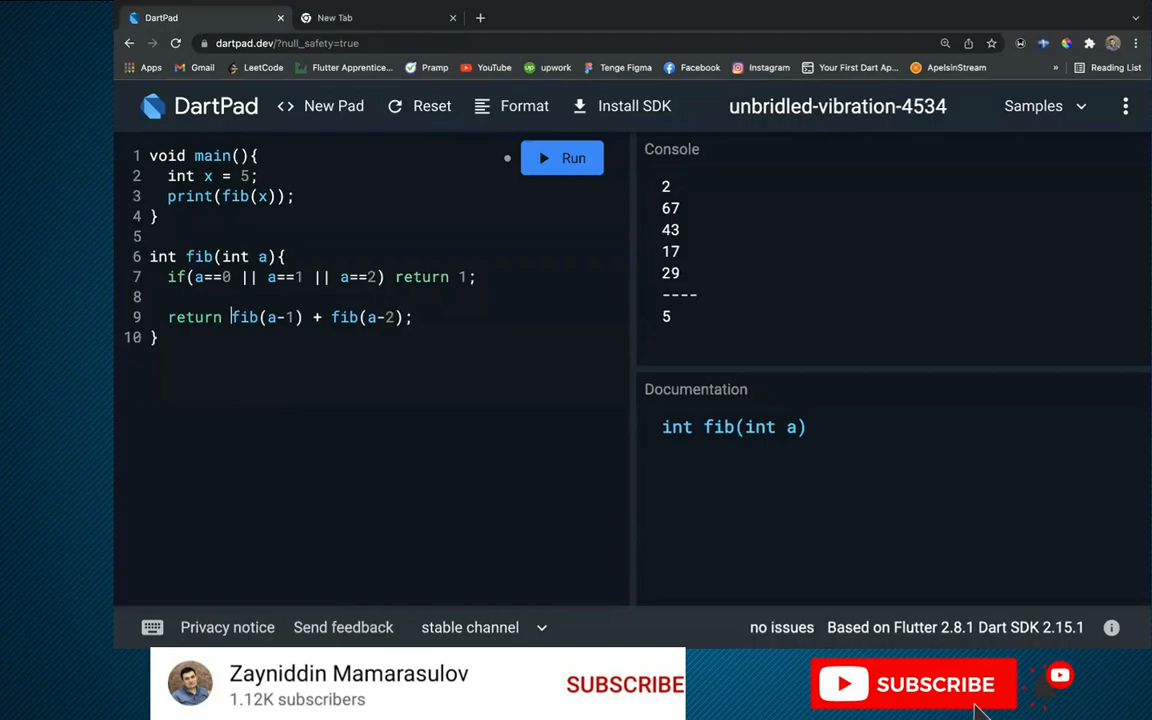 DartPad
New Tab
dartpad.dev/?null_safety=true
Apps
Gmail
LeetCode
Flutter Apprentice...
Pramp
YouTube
upwork
Tenge Figma
Facebook
Instagram
Your First Dart Ap...
ApelsinStream
»
Reading List
DartPad
<> New Pad
Reset
Format
Install SDK
unbridled-vibration-4534
Samples
1 void main(){
2   int x = 5;
3   print(fib(x));
4 }
5
6 int fib(int a){
7   if(a==0 || a==1 || a==2) return 1;
8
9   return fib(a-1) + fib(a-2);
10 }
Run
Console
2
67
43
17
29
----
5
Documentation
int fib(int a)
Privacy notice
Send feedback
stable channel
no issues
Based on Flutter 2.8.1 Dart SDK 2.15.1
Zayniddin Mamarasulov
1.12K subscribers
SUBSCRIBE
SUBSCRIBE